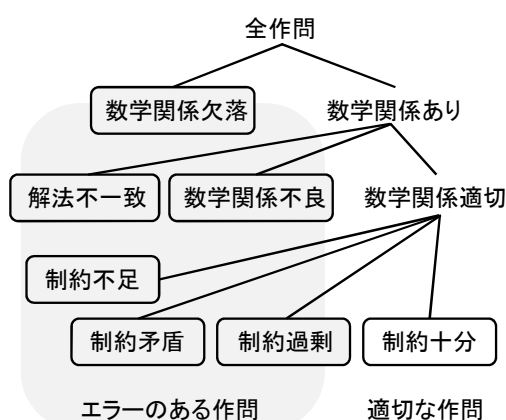 全作問
数学関係欠落
数学関係あり
解法不一致
数学関係不良
数学関係適切
制約不足
制約矛盾
制約過剰
制約十分
エラーのある作問
適切な作問